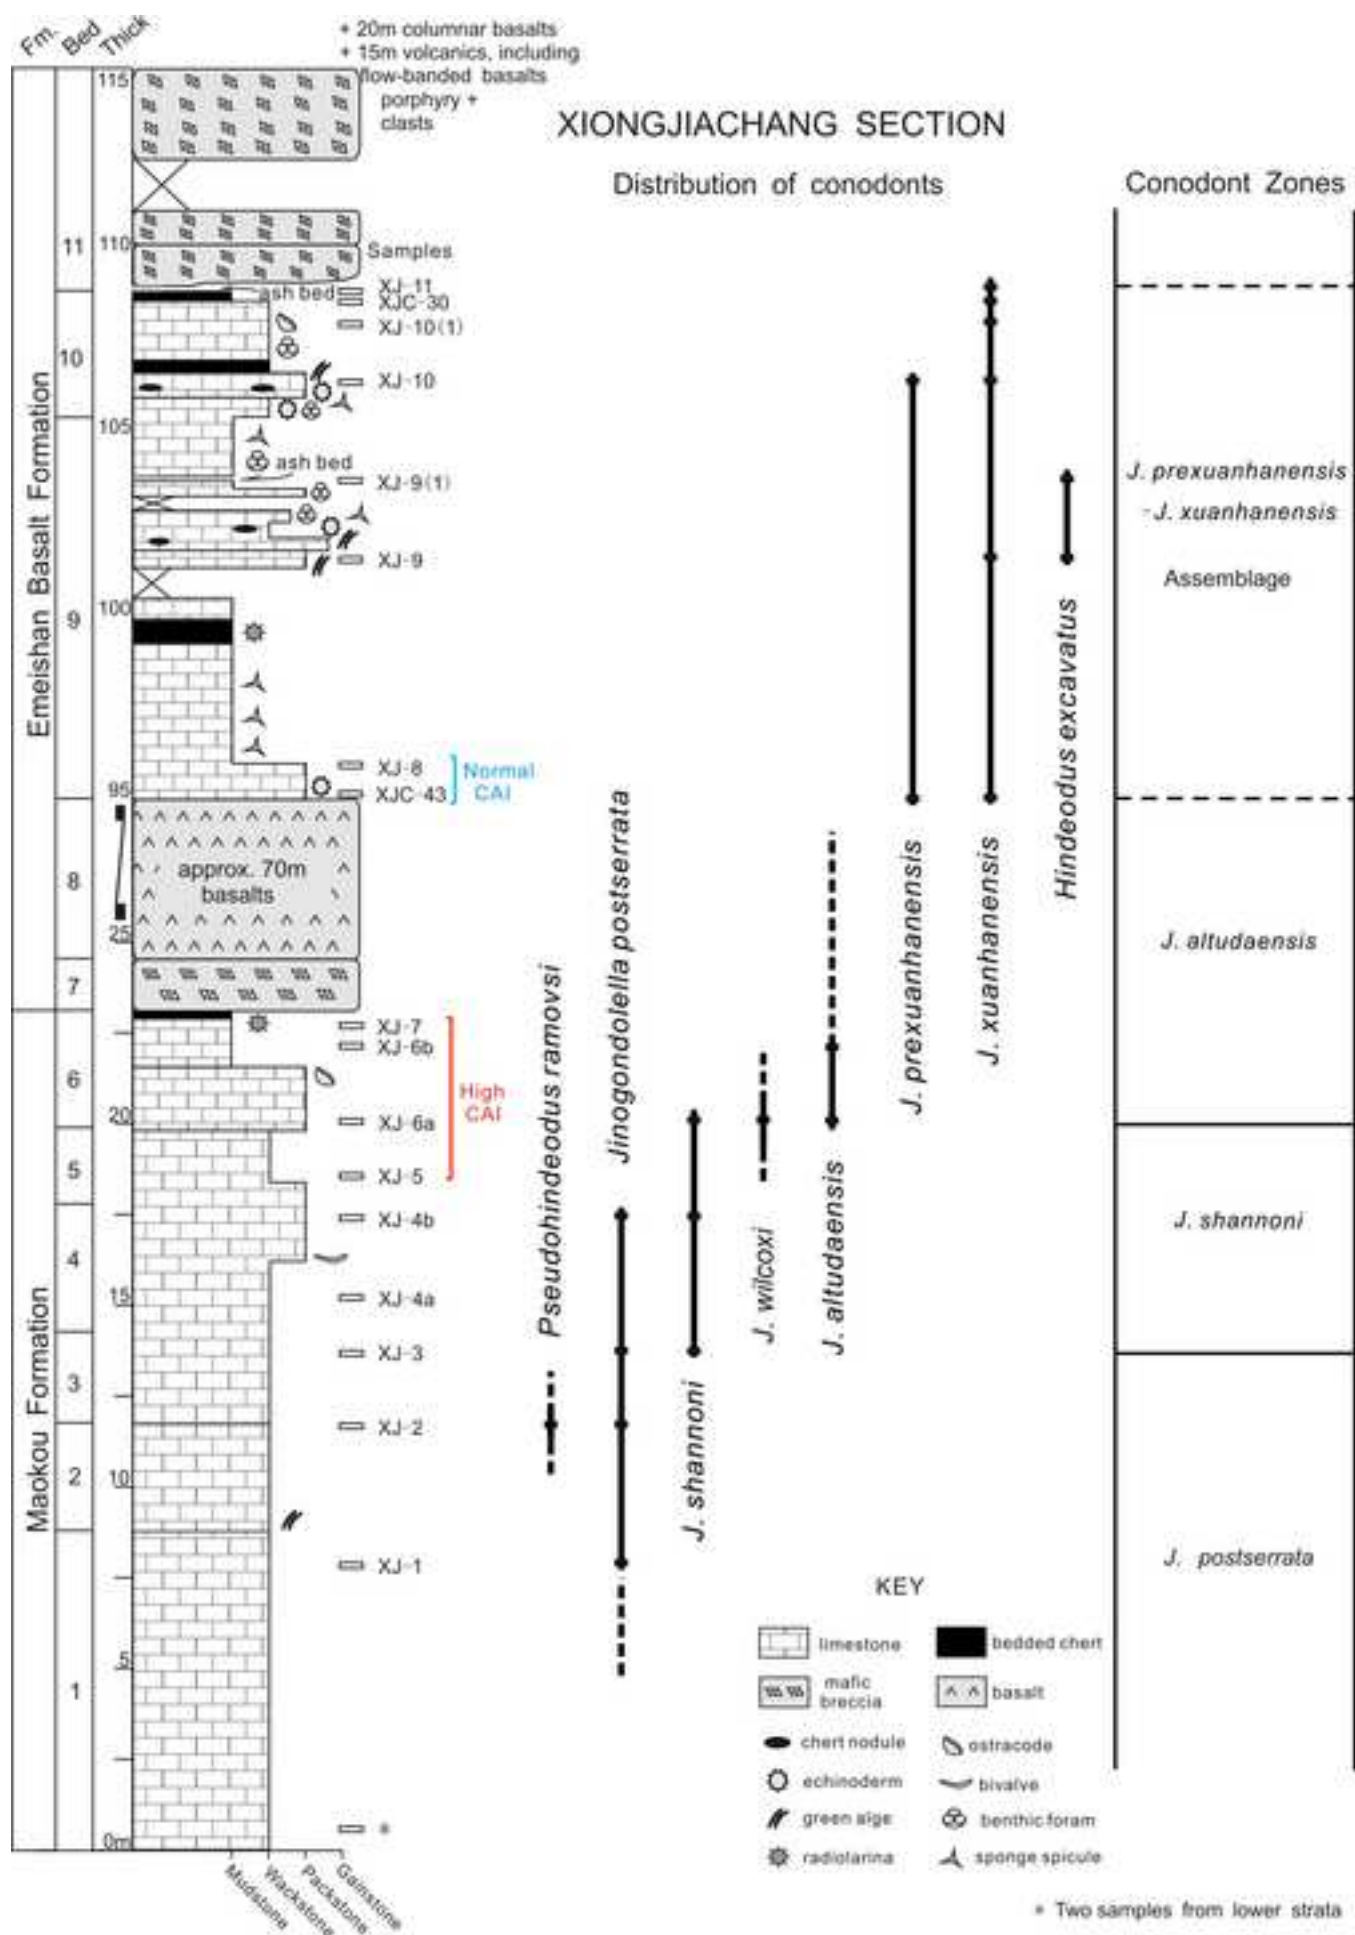 Fm.
Bed
Thick
+ 20m columnar basalts
+ 15m volcanics, including
flow-banded basalts
porphyry +
clasts
XIONGJIACHANG SECTION
Distribution of conodonts
Conodont Zones
115
11
110
Samples
XJ-11
ash bed
XJC-30
XJ-10(1)
10
XJ-10
105
ash bed
XJ-9(1)
XJ-9
100
9
Emeishan Basalt Formation
XJ-8
Normal
CAI
XJC-43
95
8
approx. 70m
basalts
25
7
XJ-7
XJ-6b
6
High
CAI
20
XJ-6a
5
XJ-5
XJ-4b
4
15
XJ-4a
XJ-3
3
XJ-2
2
10
Maokou Formation
XJ-1
5
1
0m
*
Mudstone
Wackstone
Packstone
Gainstone
Pseudohindeodus ramovsi
Jinogondolella postserrata
J. shannoni
J. wilcoxi
J. altudaensis
J. prexuanhanensis
J. xuanhanensis
Hindeodus excavatus
J. prexuanhanensis
-J. xuanhanensis
Assemblage
J. altudaensis
J. shannoni
J. postserrata
KEY
limestone
bedded chert
mafic
breccia
basalt
chert nodule
ostracode
echinoderm
bivalve
green alge
benthic foram
radiolarina
sponge spicule
* Two samples from lower strata